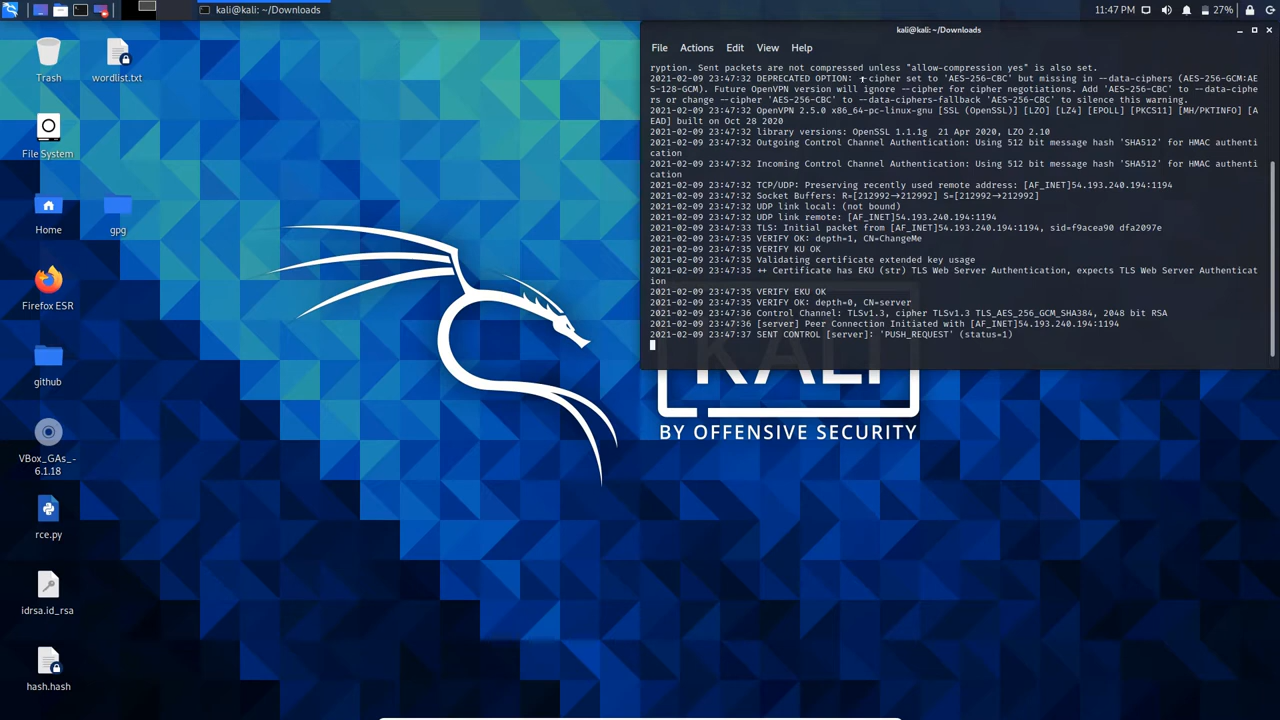 kali@kali: ~/Downloads
11:47 PM
27%
Trash
wordlist.txt
File System
Home
gpg
Firefox ESR
github
VBox_GAs_-
6.1.18
rce.py
idrsa.id_rsa
hash.hash
kali@kali: ~/Downloads
File Actions Edit View Help
ryption. Sent packets are not compressed unless "allow-compression yes" is also set.
2021-02-09 23:47:32 DEPRECATED OPTION: --cipher set to 'AES-256-CBC' but missing in --data-ciphers (AES-256-GCM:AE
S-128-GCM). Future OpenVPN version will ignore --cipher for cipher negotiations. Add 'AES-256-CBC' to --data-ciphe
rs or change --cipher 'AES-256-CBC' to --data-ciphers-fallback 'AES-256-CBC' to silence this warning.
2021-02-09 23:47:32 OpenVPN 2.5.0 x86_64-pc-linux-gnu [SSL (OpenSSL)] [LZO] [LZ4] [EPOLL] [PKCS11] [MH/PKTINFO] [A
EAD] built on Oct 28 2020
2021-02-09 23:47:32 library versions: OpenSSL 1.1.1g  21 Apr 2020, LZO 2.10
2021-02-09 23:47:32 Outgoing Control Channel Authentication: Using 512 bit message hash 'SHA512' for HMAC authenti
cation
2021-02-09 23:47:32 Incoming Control Channel Authentication: Using 512 bit message hash 'SHA512' for HMAC authenti
cation
2021-02-09 23:47:32 TCP/UDP: Preserving recently used remote address: [AF_INET]54.193.240.194:1194
2021-02-09 23:47:32 Socket Buffers: R=[212992→212992] S=[212992→212992]
2021-02-09 23:47:32 UDP link local: (not bound)
2021-02-09 23:47:32 UDP link remote: [AF_INET]54.193.240.194:1194
2021-02-09 23:47:33 TLS: Initial packet from [AF_INET]54.193.240.194:1194, sid=f9acea90 dfa2097e
2021-02-09 23:47:35 VERIFY OK: depth=1, CN=ChangeMe
2021-02-09 23:47:35 VERIFY KU OK
2021-02-09 23:47:35 Validating certificate extended key usage
2021-02-09 23:47:35 ++ Certificate has EKU (str) TLS Web Server Authentication, expects TLS Web Server Authenticat
ion
2021-02-09 23:47:35 VERIFY EKU OK
2021-02-09 23:47:35 VERIFY OK: depth=0, CN=server
2021-02-09 23:47:36 Control Channel: TLSv1.3, cipher TLSv1.3 TLS_AES_256_GCM_SHA384, 2048 bit RSA
2021-02-09 23:47:36 [server] Peer Connection Initiated with [AF_INET]54.193.240.194:1194
2021-02-09 23:47:37 SENT CONTROL [server]: 'PUSH_REQUEST' (status=1)
KALI
BY OFFENSIVE SECURITY